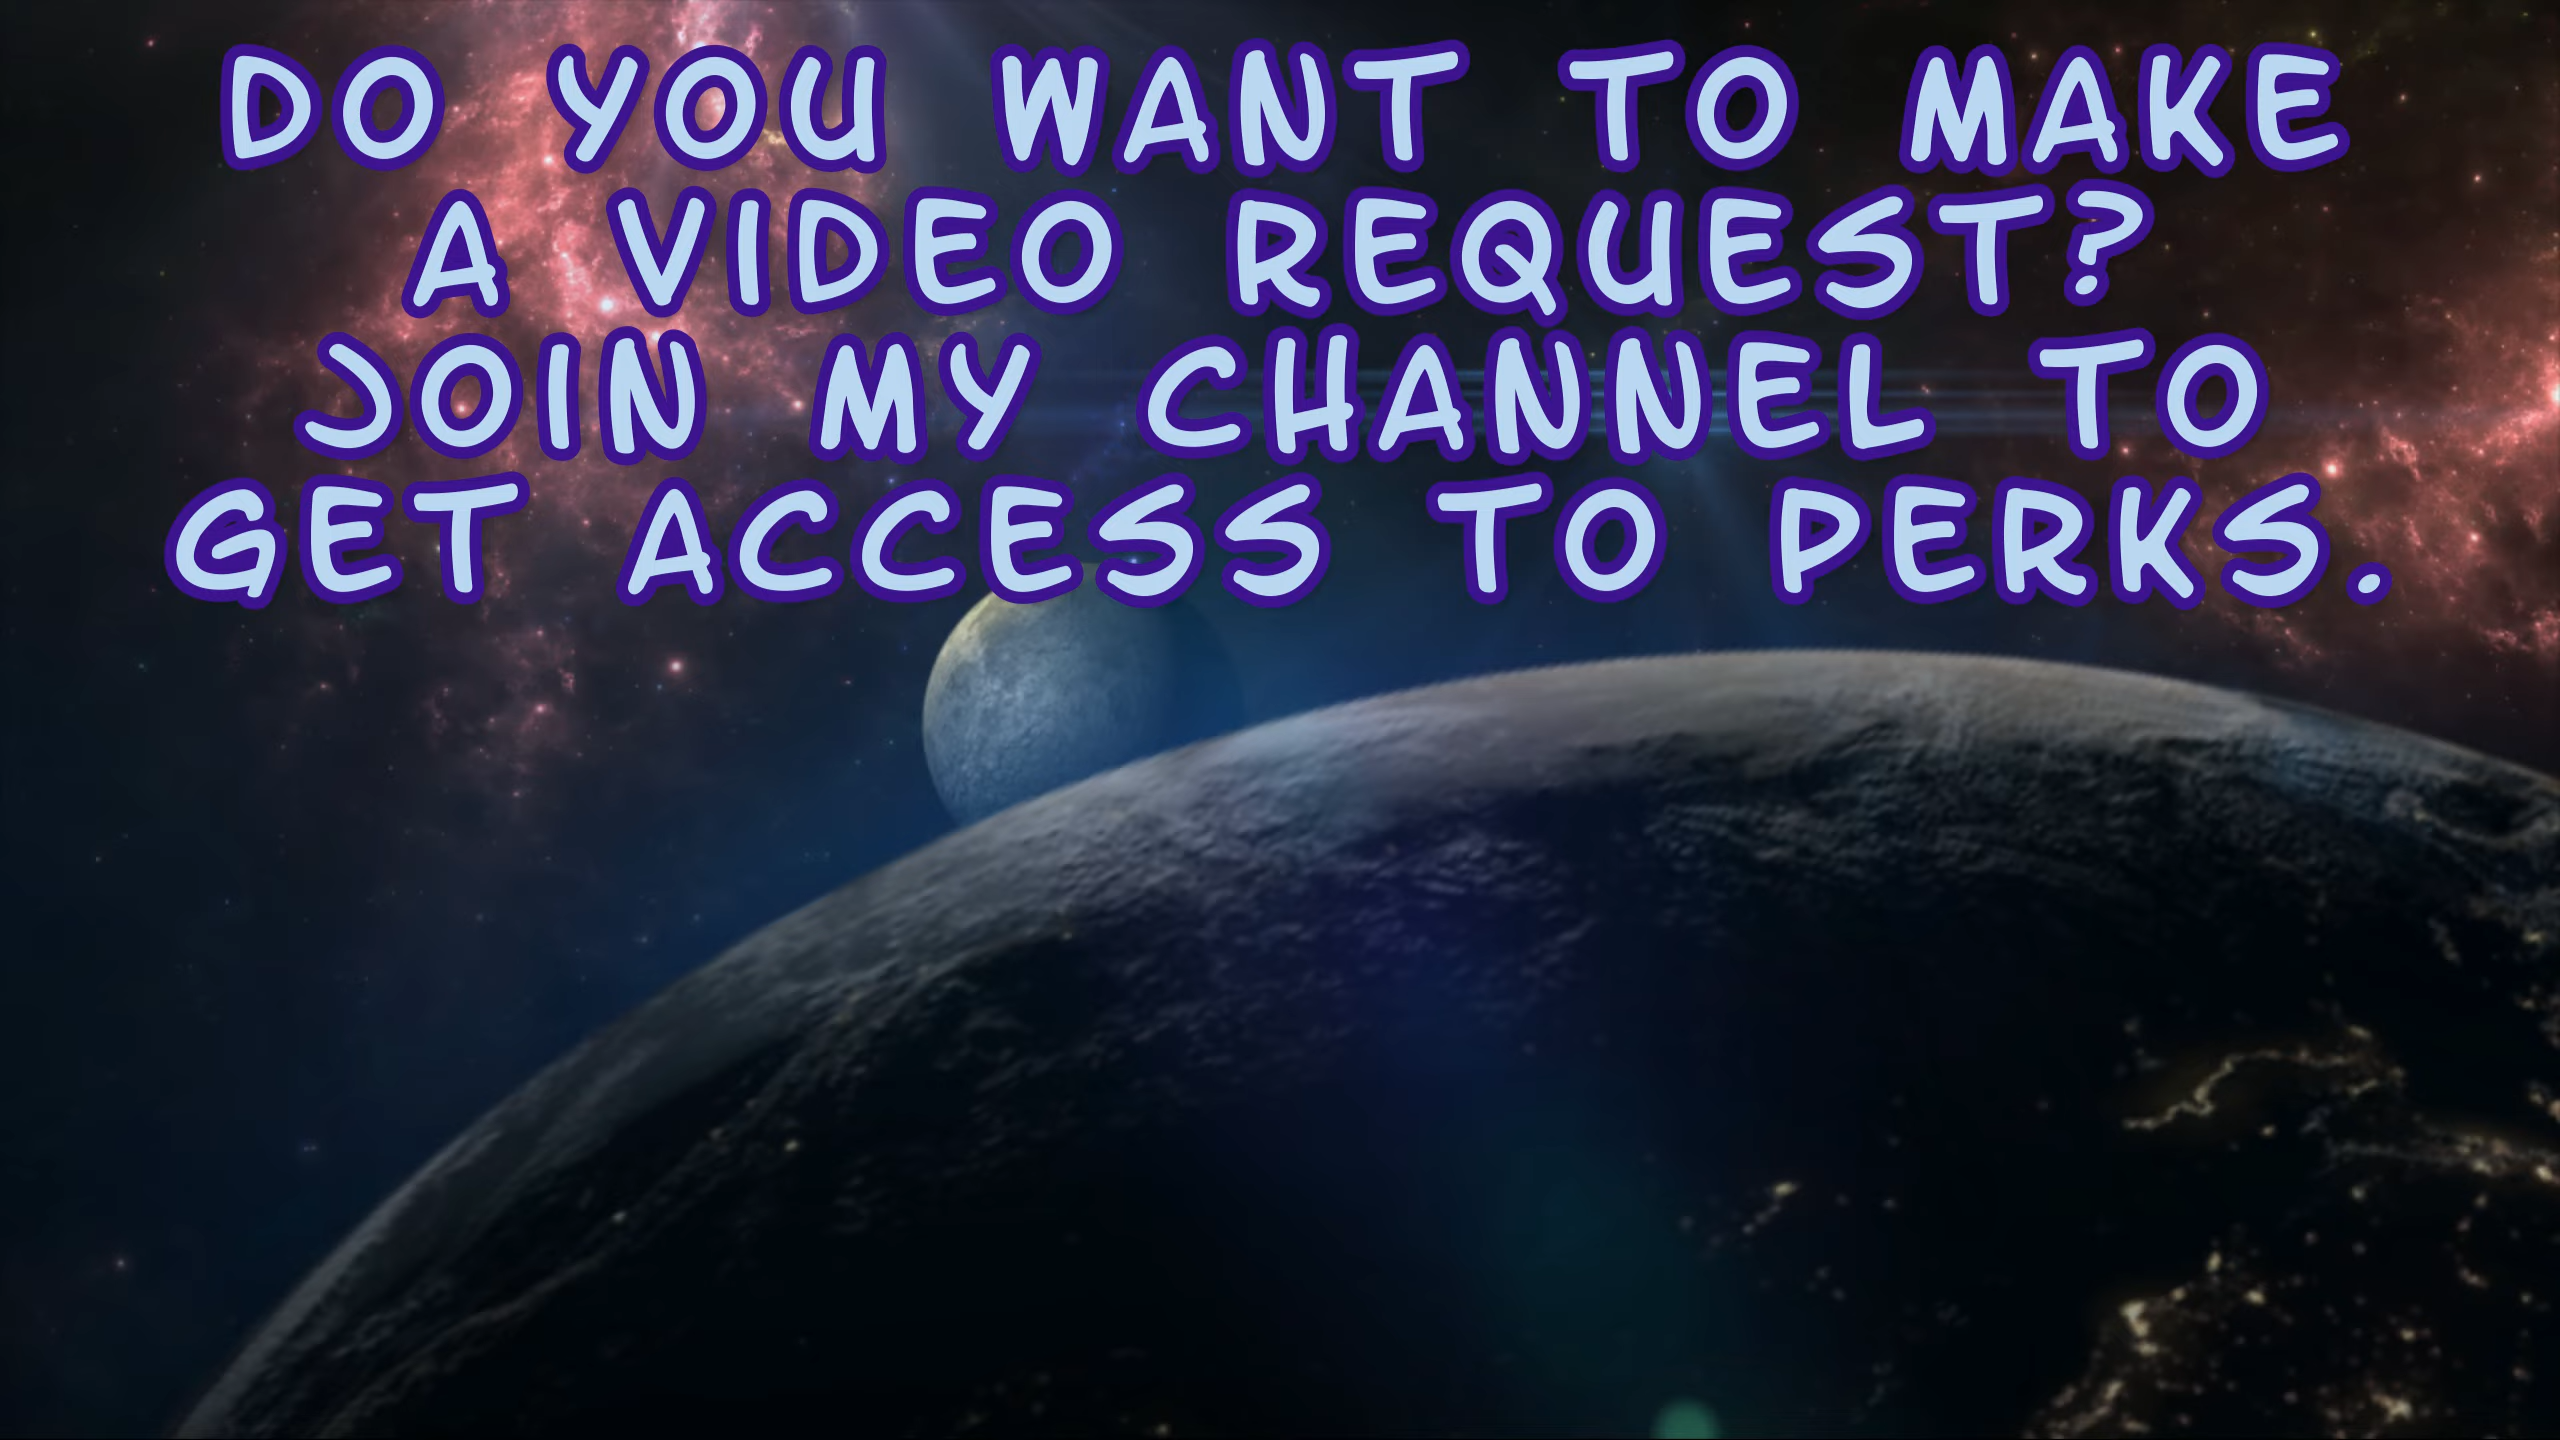 DO YOU WANT TO MAKE
A VIDEO REQUEST?
JOIN MY CHANNEL TO
GET ACCESS TO PERKS.